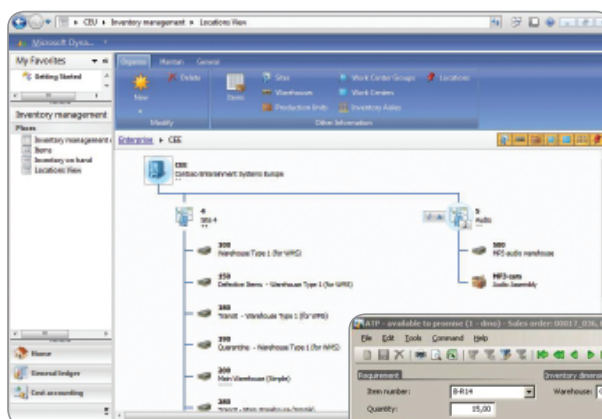 CEU ▸ Inventory management ▸ Locations View
Microsoft Dyna...
My Favorites
Getting Started
Inventory management
Places
Inventory management
Items
Inventory on hand
Locations View
Home
General ledger
Cost accounting
Organize Maintain General
New
Delete
Modify
Items
Sites
Warehouses
Production Units
Work Center Groups
Work Centers
Inventory Aisles
Locations
Other Information
Enterprise ▸ CEE
CEE
Contoso Entertainment Systems Europe
4
Site 4
5
Audio
Warehouse Type 1 (for WMS)
Defective Items - Warehouse Type 1 (for WMS)
Transit - Warehouse Type 1 (for WMS)
Quarantine - Warehouse Type 1 (for WMS)
Main Warehouse (Simple)
500
MP3 audio warehouse
MP3-cars
Audio Assembly
ATP - available to promise (1 - dmo) - Sales order: 00017_036,
File Edit Tools Command Help
Requirement
Item number: B-R14
Quantity: 15,00
Inventory dimens
Warehouse: